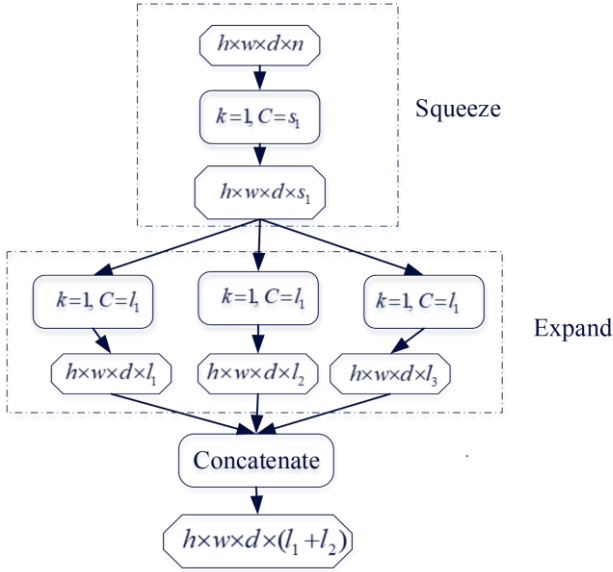 h×w×d×n
k=1, C=s₁
Squeeze
h×w×d×s₁
k=1, C=l₁
k=1, C=l₁
k=1, C=l₁
Expand
h×w×d×l₁
h×w×d×l₂
h×w×d×l₃
Concatenate
h×w×d×(l₁+l₂)